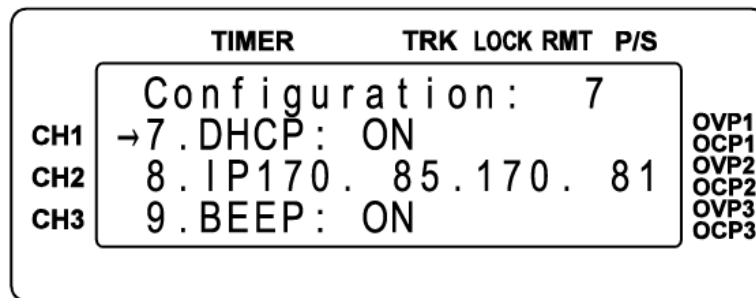 TIMER TRK LOCK RMT P/S
Configuration: 7
CH1 →7.DHCP: ON OVP1
OCP1
CH2 8.IP170. 85.170. 81 OVP2
OCP2
CH3 9.BEEP: ON OVP3
OCP3